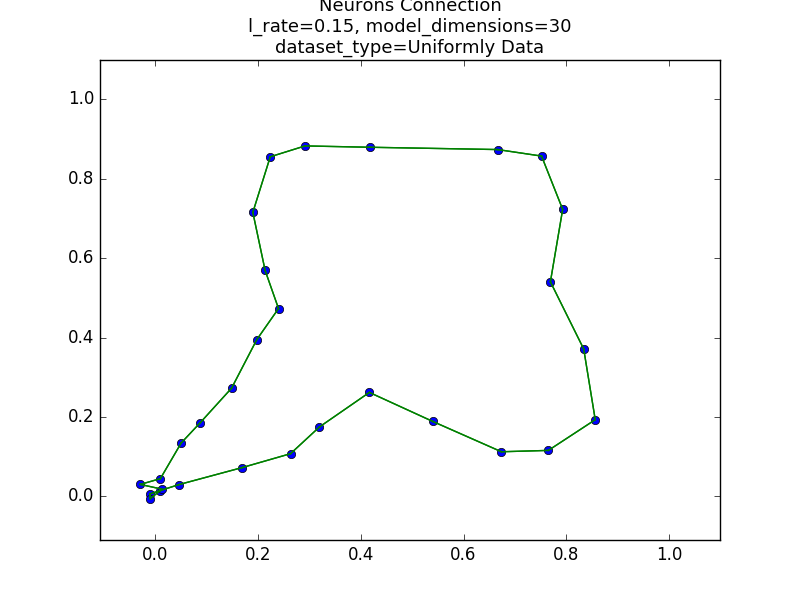 Neurons Connection
l_rate=0.15, model_dimensions=30
dataset_type=Uniformly Data
1.0
0.8
0.6
0.4
0.2
0.0
0.0 0.2 0.4 0.6 0.8 1.0